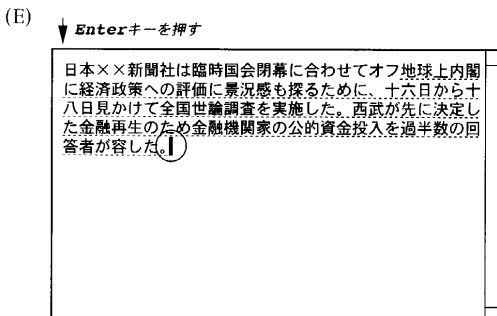 (E)
Enterキーを押す
日本××新聞社は臨時国会閉幕に合わせてオフ地球上内閣
に経済政策への評価に景況感も探るために、十六日から十
八日見かけて全国世論調査を実施した。西武が先に決定し
た金融再生のため金融機関家の公的資金投入を過半数の回
答者が容した。